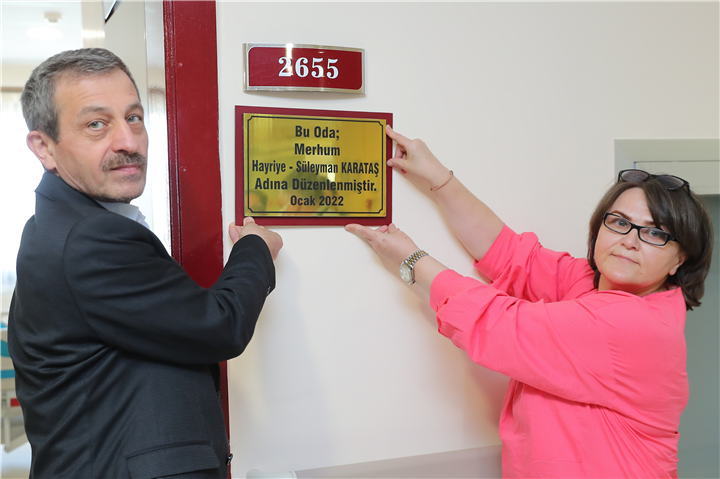 2655
Bu Oda;
Merhum
Hayriye - Süleyman KARATAŞ
Adına Düzenlenmiştir.
Ocak 2022